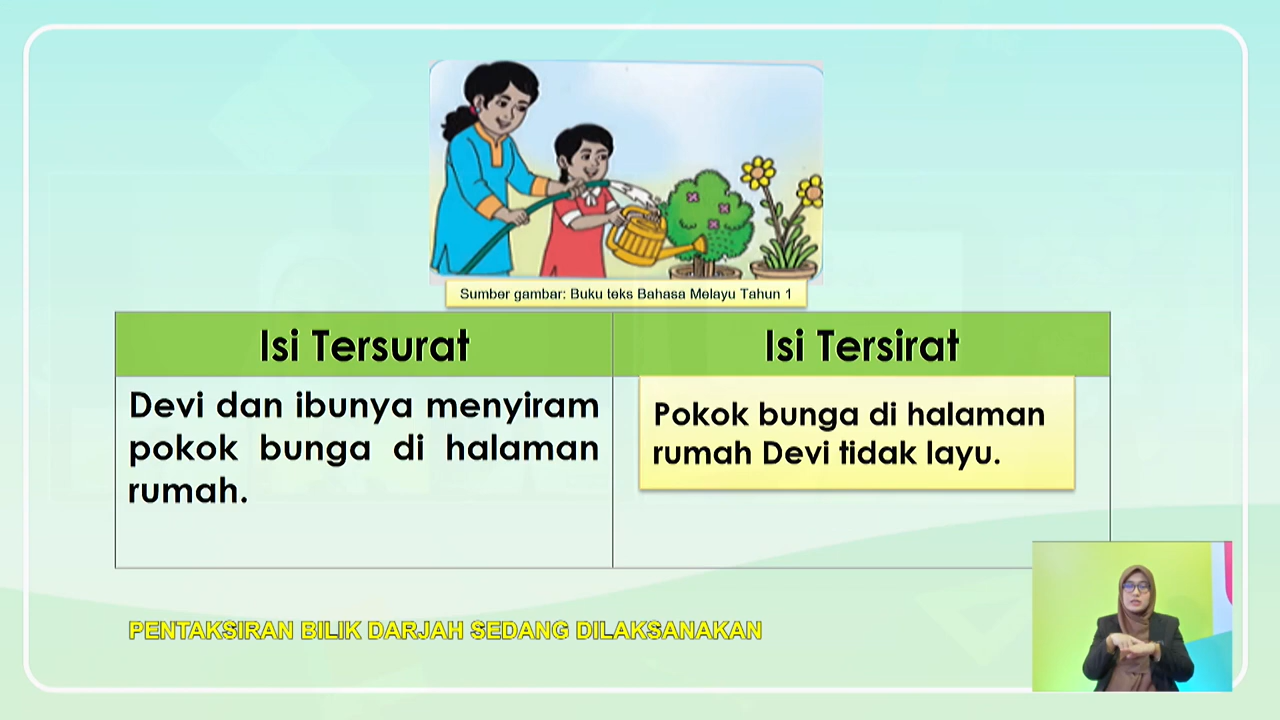 Sumber gambar: Buku teks Bahasa Melayu Tahun 1
Isi Tersurat
Isi Tersirat
Devi dan ibunya menyiram
pokok bunga di halaman
rumah.
Pokok bunga di halaman
rumah Devi tidak layu.
PENTAKSIRAN BILIK DARJAH SEDANG DILAKSANAKAN